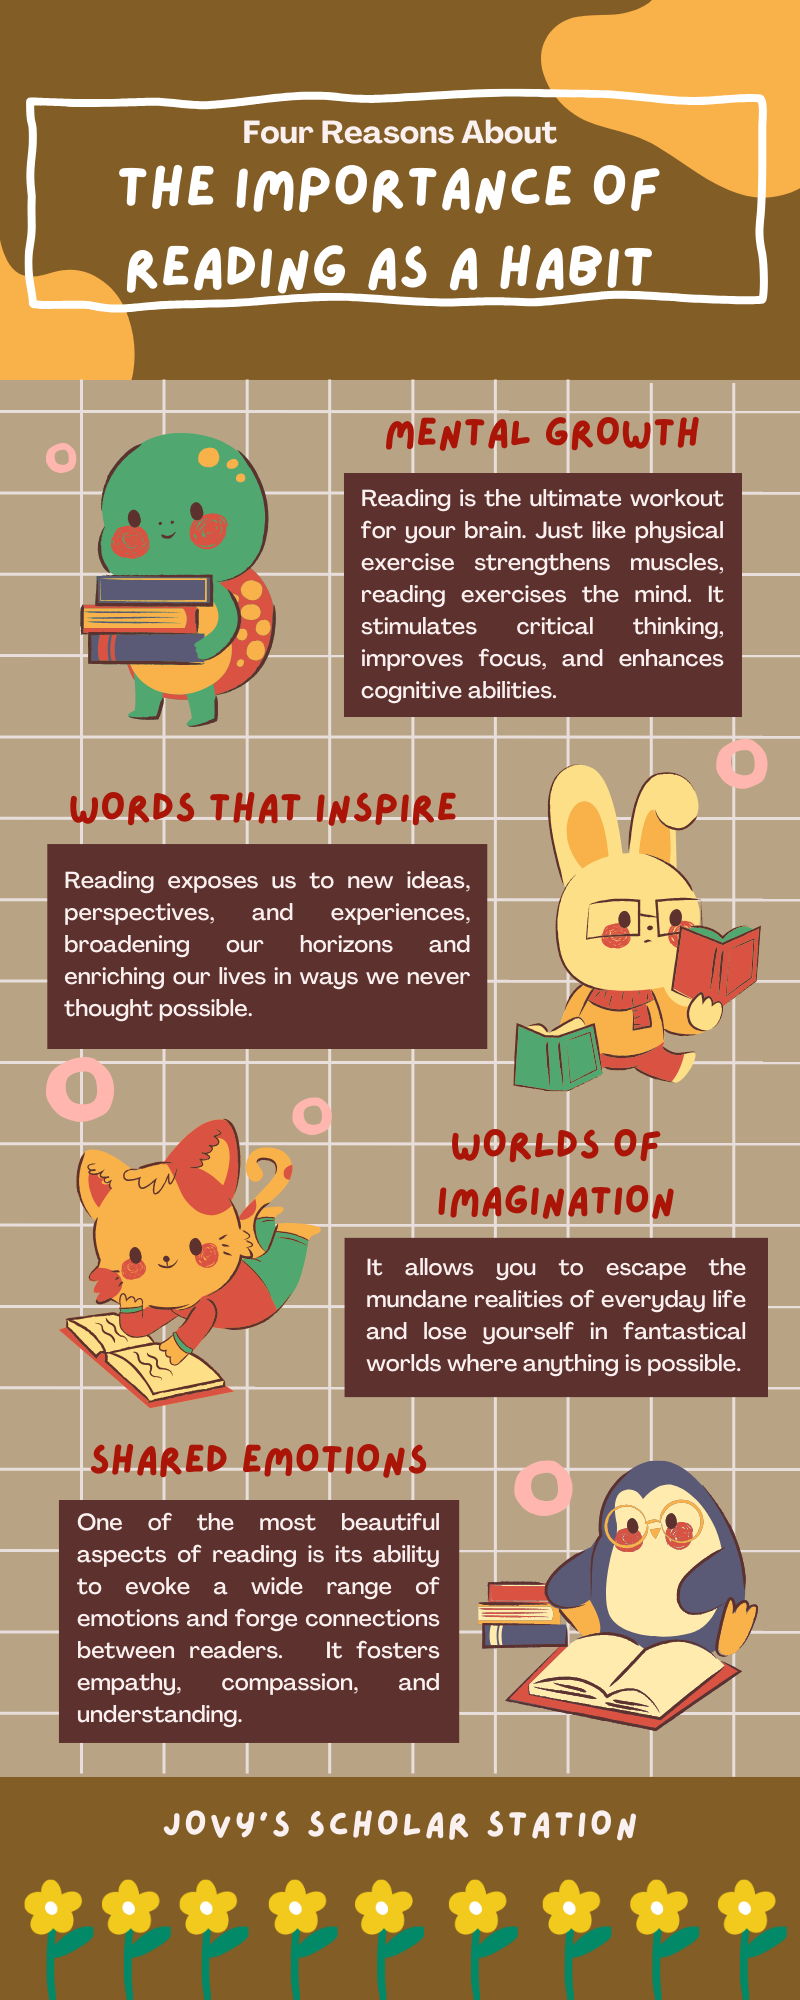 Four Reasons About
THE IMPORTANCE OF
READING AS A HABIT
MENTAL GROWTH
Reading is the ultimate workout
for your brain. Just like physical
exercise strengthens muscles,
reading exercises the mind. It
stimulates critical thinking,
improves focus, and enhances
cognitive abilities.
WORDS THAT INSPIRE
Reading exposes us to new ideas,
perspectives, and experiences,
broadening our horizons and
enriching our lives in ways we never
thought possible.
WORLDS OF
IMAGINATION
It allows you to escape the
mundane realities of everyday life
and lose yourself in fantastical
worlds where anything is possible.
SHARED EMOTIONS
One of the most beautiful
aspects of reading is its ability
to evoke a wide range of
emotions and forge connections
between readers. It fosters
empathy, compassion, and
understanding.
JOVY'S SCHOLAR STATION